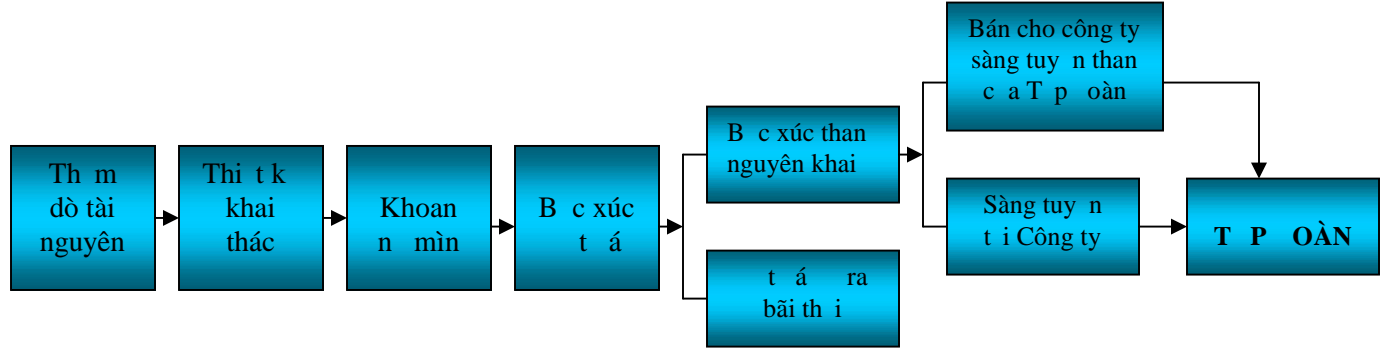 Th m
dò tài
nguyên
Thi t k
khai
thác
Khoan
n mìn
B c xúc
t á
B c xúc than
nguyên khai
t á ra
bãi th i
Bán cho công ty
sàng tuy n than
c a T p oàn
Sàng tuy n
t i Công ty
T P OÀN